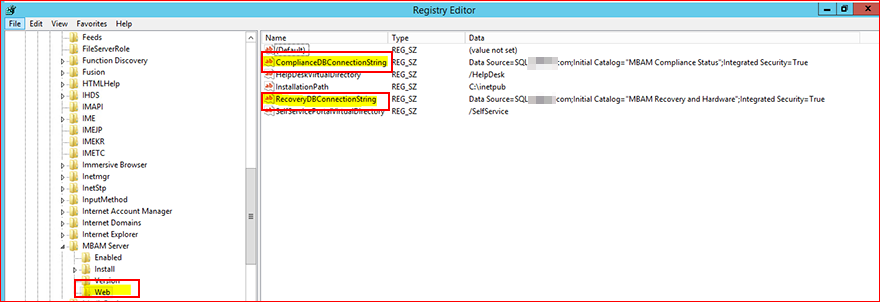 Registry Editor
File Edit View Favorites Help
Feeds
FileServerRole
Function Discovery
Fusion
HTMLHelp
IHDS
IMAPI
IME
IMEJP
IMEKR
IMETC
Immersive Browser
Inetmgr
InetStp
InputMethod
Internet Account Manager
Internet Domains
Internet Explorer
MBAM Server
Enabled
Install
Version
Web
Name Type Data
(Default) REG_SZ (value not set)
ComplianceDBConnectionString REG_SZ Data Source=SQL com;Initial Catalog="MBAM Compliance Status";Integrated Security=True
HelpDeskVirtualDirectory REG_SZ /HelpDesk
InstallationPath REG_SZ C:\inetpub
RecoveryDBConnectionString REG_SZ Data Source=SQL com;Initial Catalog="MBAM Recovery and Hardware";Integrated Security=True
SelfServicePortalVirtualDirectory REG_SZ /SelfService